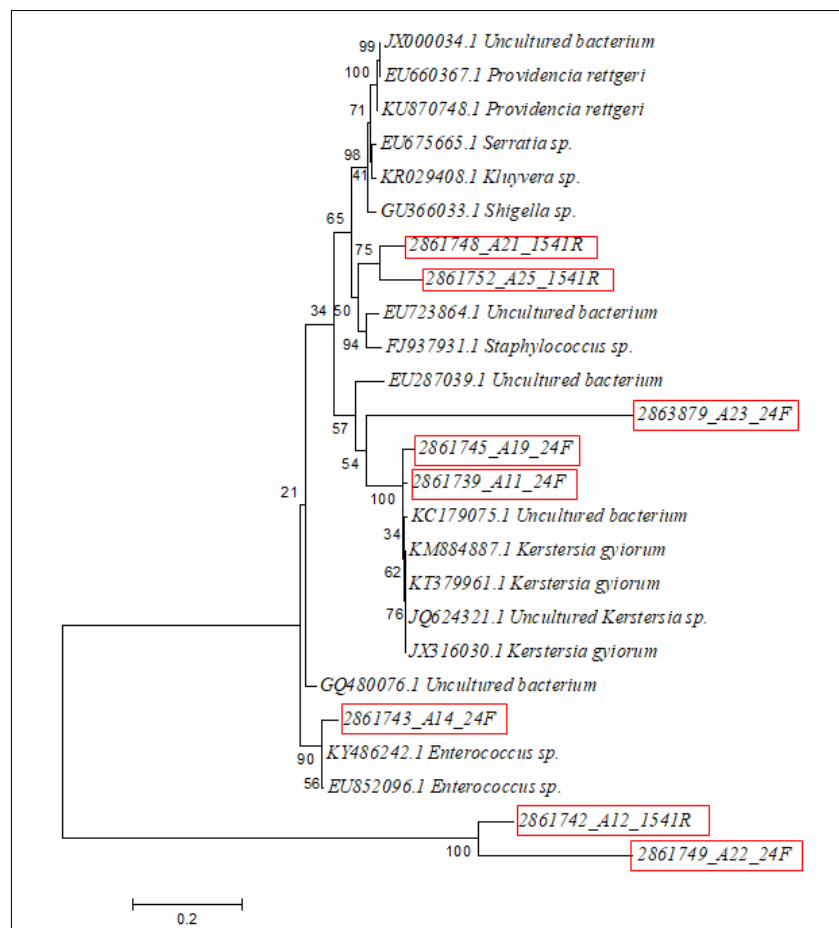 99
JX000034.1 Uncultured bacterium
100
EU660367.1 Providencia rettgeri
71
KU870748.1 Providencia rettgeri
EU675665.1 Serratia sp.
98
41
KR029408.1 Kluyvera sp.
GU366033.1 Shigella sp.
65
75
2861748_A21_1541R
2861752_A25_1541R
34
50
EU723864.1 Uncultured bacterium
94
FJ937931.1 Staphylococcus sp.
EU287039.1 Uncultured bacterium
57
2863879_A23_24F
54
2861745_A19_24F
21
100
2861739_A11_24F
KC179075.1 Uncultured bacterium
34
KM884887.1 Kerstersia gyiorum
62
KT379961.1 Kerstersia gyiorum
76
JQ624321.1 Uncultured Kerstersia sp.
JX316030.1 Kerstersia gyiorum
GQ480076.1 Uncultured bacterium
2861743_A14_24F
90
KY486242.1 Enterococcus sp.
56
EU852096.1 Enterococcus sp.
2861742_A12_1541R
100
2861749_A22_24F
0.2